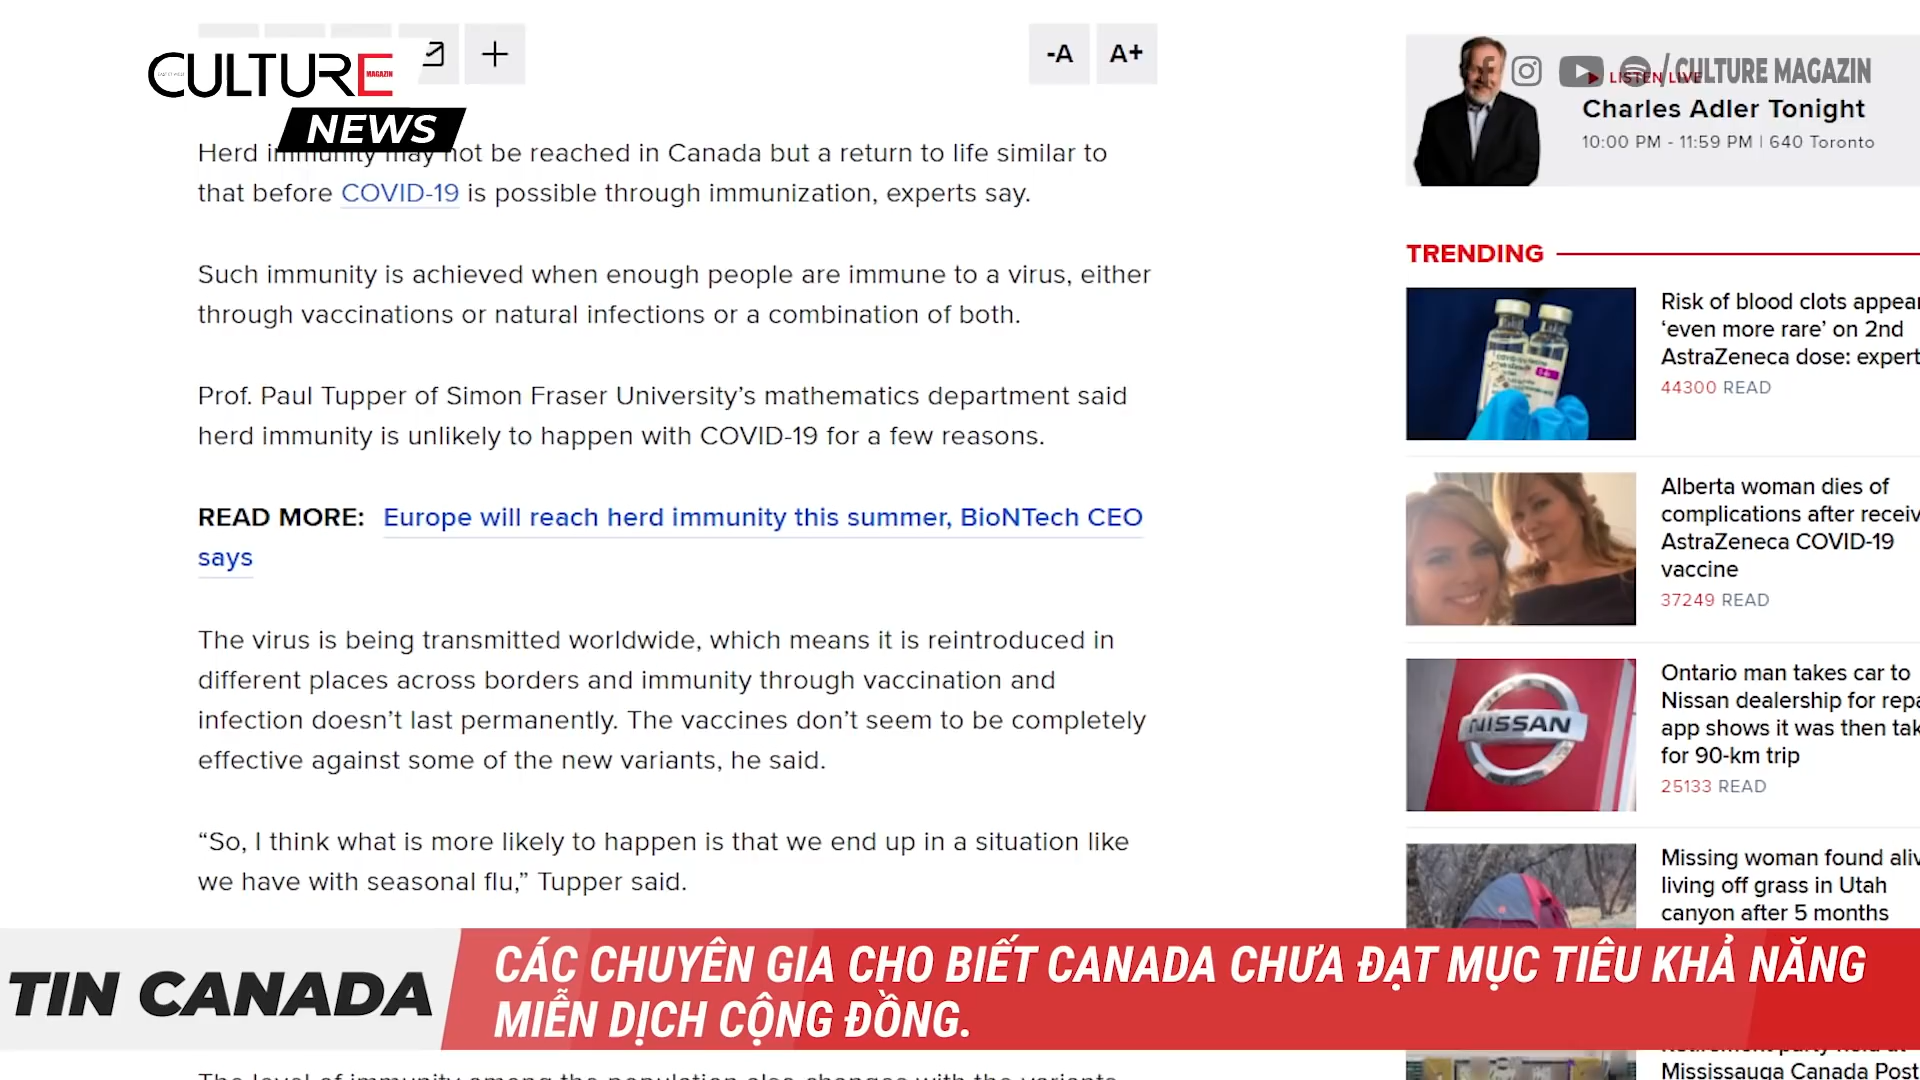 CULTURE
MAGAZIN
NEWS
-A A+
/CULTURE MAGAZIN
LISTEN LIVE
Charles Adler Tonight
10:00 PM - 11:59 PM | 640 Toronto
Herd immunity may not be reached in Canada but a return to life similar to
that before COVID-19 is possible through immunization, experts say.
Such immunity is achieved when enough people are immune to a virus, either
through vaccinations or natural infections or a combination of both.
Prof. Paul Tupper of Simon Fraser University’s mathematics department said
herd immunity is unlikely to happen with COVID-19 for a few reasons.
READ MORE: Europe will reach herd immunity this summer, BioNTech CEO
says
The virus is being transmitted worldwide, which means it is reintroduced in
different places across borders and immunity through vaccination and
infection doesn’t last permanently. The vaccines don’t seem to be completely
effective against some of the new variants, he said.
“So, I think what is more likely to happen is that we end up in a situation like
we have with seasonal flu,” Tupper said.
The level of immunity among the population also changes with the variants
TRENDING
Risk of blood clots appear
‘even more rare’ on 2nd
AstraZeneca dose: expert
44300 READ
Alberta woman dies of
complications after receiv
AstraZeneca COVID-19
vaccine
37249 READ
NISSAN
Ontario man takes car to
Nissan dealership for repa
app shows it was then tak
for 90-km trip
25133 READ
Missing woman found aliv
living off grass in Utah
canyon after 5 months
Retirement party held at
Mississauga Canada Post
TIN CANADA
CÁC CHUYÊN GIA CHO BIẾT CANADA CHƯA ĐẠT MỤC TIÊU KHẢ NĂNG
MIỄN DỊCH CỘNG ĐỒNG.